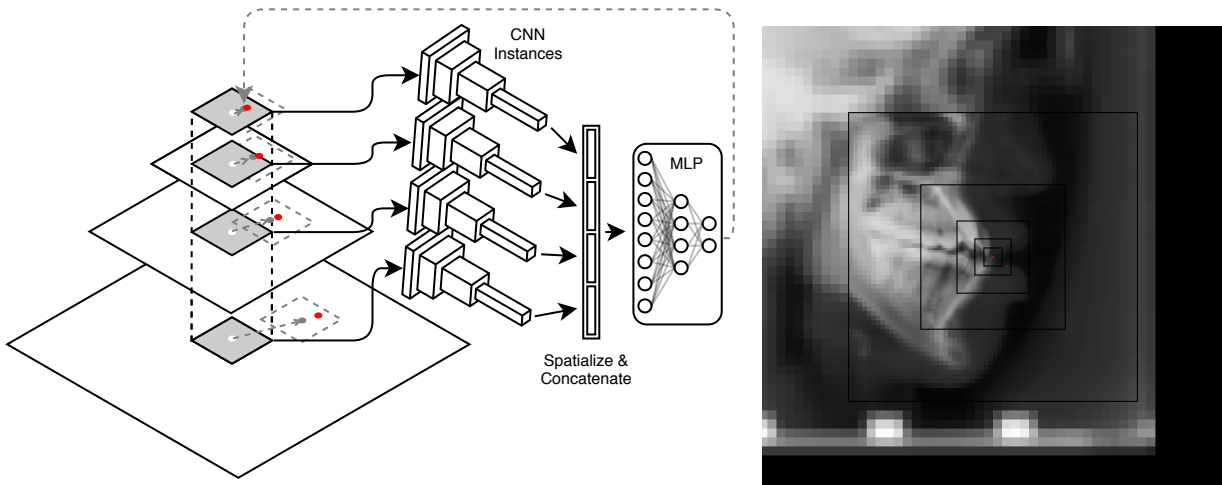 CNN
Instances
MLP
Spatialize &
Concatenate